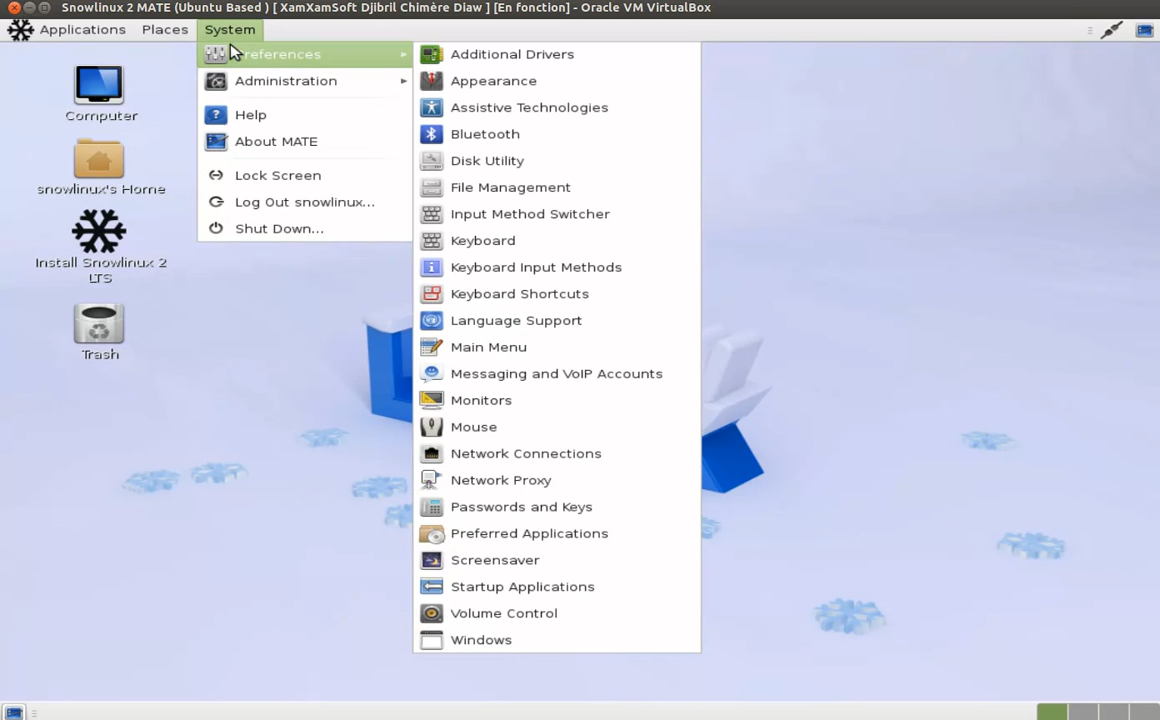 Snowlinux 2 MATE (Ubuntu Based ) [ XamXamSoft Djibril Chimère Diaw ] [En fonction] - Oracle VM VirtualBox
Applications Places System
Computer
snowlinux's Home
Install Snowlinux 2
LTS
Trash
references
Administration
Help
About MATE
Lock Screen
Log Out snowlinux...
Shut Down...
Additional Drivers
Appearance
Assistive Technologies
Bluetooth
Disk Utility
File Management
Input Method Switcher
Keyboard
Keyboard Input Methods
Keyboard Shortcuts
Language Support
Main Menu
Messaging and VoIP Accounts
Monitors
Mouse
Network Connections
Network Proxy
Passwords and Keys
Preferred Applications
Screensaver
Startup Applications
Volume Control
Windows